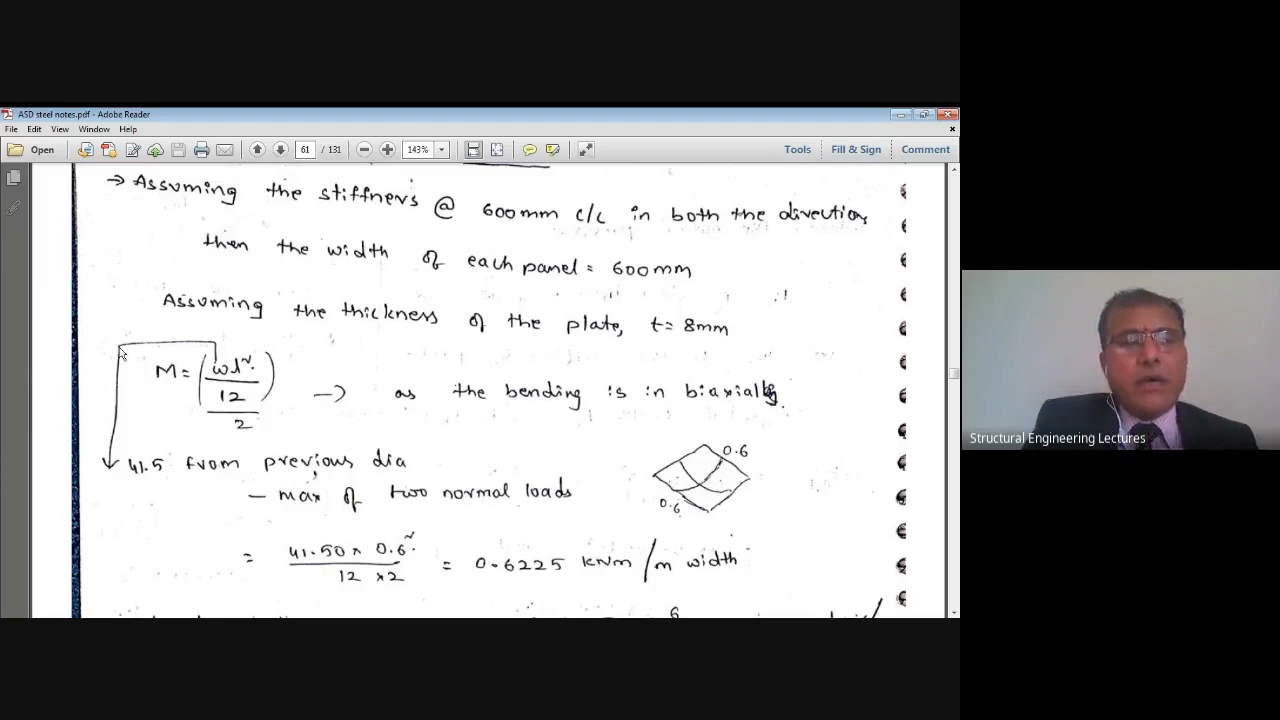 ASD steel notes.pdf - Adobe Reader
File Edit View Window Help
Open 61 / 131 143% Tools Fill & Sign Comment
→ Assuming the stiffners @ 600mm c/c in both the direction
then the width of each panel = 600mm
Assuming the thickness of the plate, t = 8mm
M = (wl²/12)/2 → as the bending is in biaxially
41.5 from previous dia
0.6
- max of two normal loads
0.6
= 41.50 × 0.6² / 12 × 2 = 0.6225 kNm / m width
6
Structural Engineering Lectures